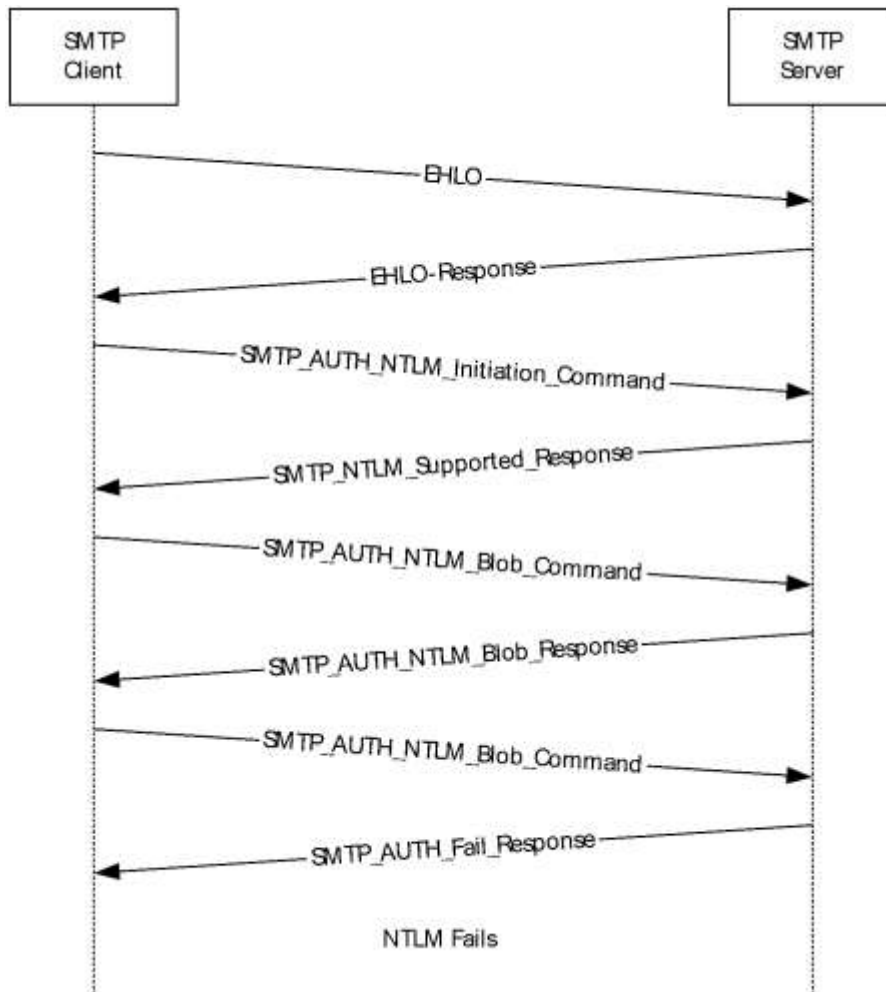 SMTP
Client
SMTP
Server
EHLO
EHLO-Response
SMTP_AUTH_NTLM_Initiation_Command
SMTP_NTLM_Supported_Response
SMTP_AUTH_NTLM_Blob_Command
SMTP_AUTH_NTLM_Blob_Response
SMTP_AUTH_NTLM_Blob_Command
SMTP_AUTH_Fail_Response
NTLM Fails